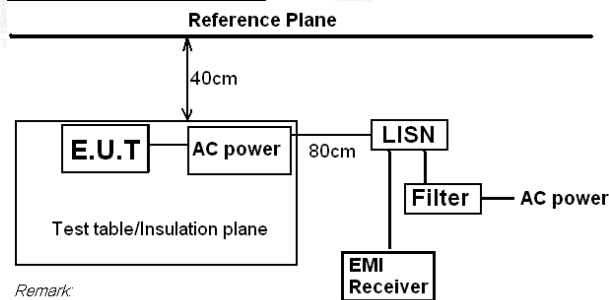 Reference Plane
40cm
E.U.T
AC power
80cm
LISN
Filter
AC power
Test table/Insulation plane
EMI
Receiver
Remark: